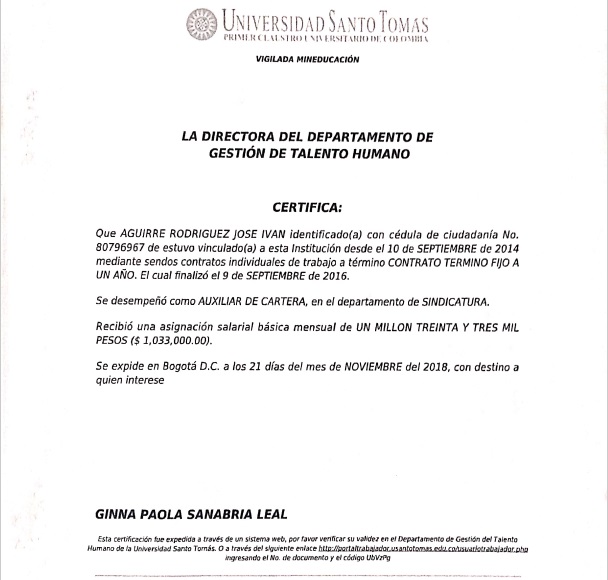 UNIVERSIDAD SANTO TOMAS
PRIMER CLAUSTRO UNIVERSITARIO DE COLOMBIA
VIGILADA MINEDUCACIÓN
LA DIRECTORA DEL DEPARTAMENTO DE
GESTIÓN DE TALENTO HUMANO
CERTIFICA:
Que AGUIRRE RODRIGUEZ JOSE IVAN identificado(a) con cédula de ciudadanía No.
80796967 de estuvo vinculado(a) a esta Institución desde el 10 de SEPTIEMBRE de 2014
mediante sendos contratos individuales de trabajo a término CONTRATO TERMINO FIJO A
UN AÑO. El cual finalizó el 9 de SEPTIEMBRE de 2016.
Se desempeñó como AUXILIAR DE CARTERA, en el departamento de SINDICATURA.
Recibió una asignación salarial básica mensual de UN MILLON TREINTA Y TRES MIL
PESOS ($ 1,033,000.00).
Se expide en Bogotá D.C. a los 21 días del mes de NOVIEMBRE del 2018, con destino a
quien interese
GINNA PAOLA SANABRIA LEAL
Esta certificación fue expedida a través de un sistema web, por favor verificar su validez en el Departamento de Gestión del Talento
Humano de la Universidad Santo Tomás. O a través del siguiente enlace http://portaltrabajador.usantotomas.edu.co/usuariotrabajador.php
ingresando el No. de documento y el código UbVzPg